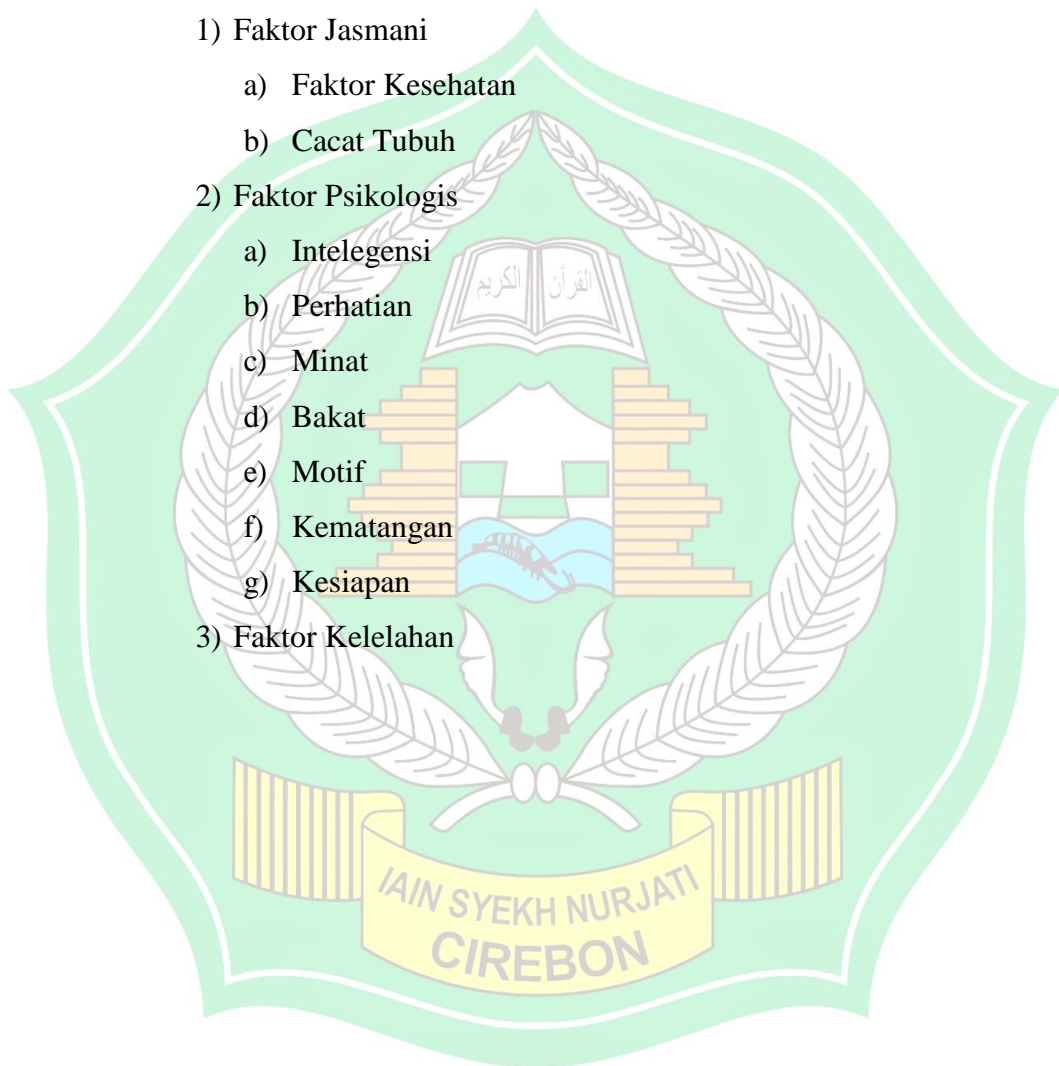 1) Faktor Jasmani
a) Faktor Kesehatan
b) Cacat Tubuh
2) Faktor Psikologis
a) Intelegensi
القرأن الكريم
b) Perhatian
c) Minat
d) Bakat
e) Motif
f) Kematangan
g) Kesiapan
3) Faktor Kelelahan
IAIN SYEKH NURJATI
CIREBON